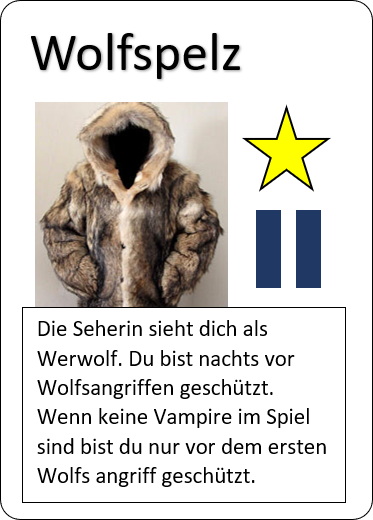 Wolfspelz
Die Seherin sieht dich als
Werwolf. Du bist nachts vor
Wolfsangriffen geschützt.
Wenn keine Vampire im Spiel
sind bist du nur vor dem ersten
Wolfs angriff geschützt.